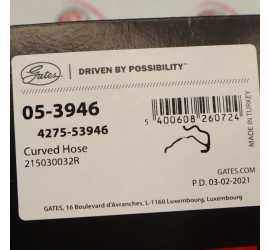 Gates
DRIVEN BY POSSIBILITY™
05-3946
4275-53946
Curved Hose
215030032R
5 400608 260724
MADE IN TURKEY
GATES.COM
P.D. 03-02-2021
GATES, 16 Boulevard d'Avranches, L-1160 Luxembourg, Luxembourg